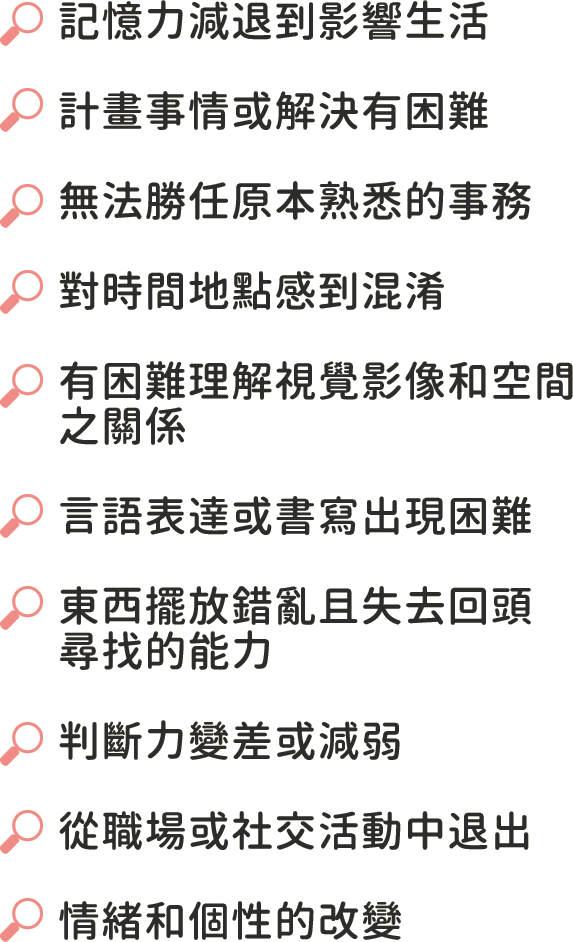 記憶力減退到影響生活
計畫事情或解決有困難
無法勝任原本熟悉的事務
對時間地點感到混淆
有困難理解視覺影像和空間
之關係
言語表達或書寫出現困難
東西擺放錯亂且失去回頭
尋找的能力
判斷力變差或減弱
從職場或社交活動中退出
情緒和個性的改變